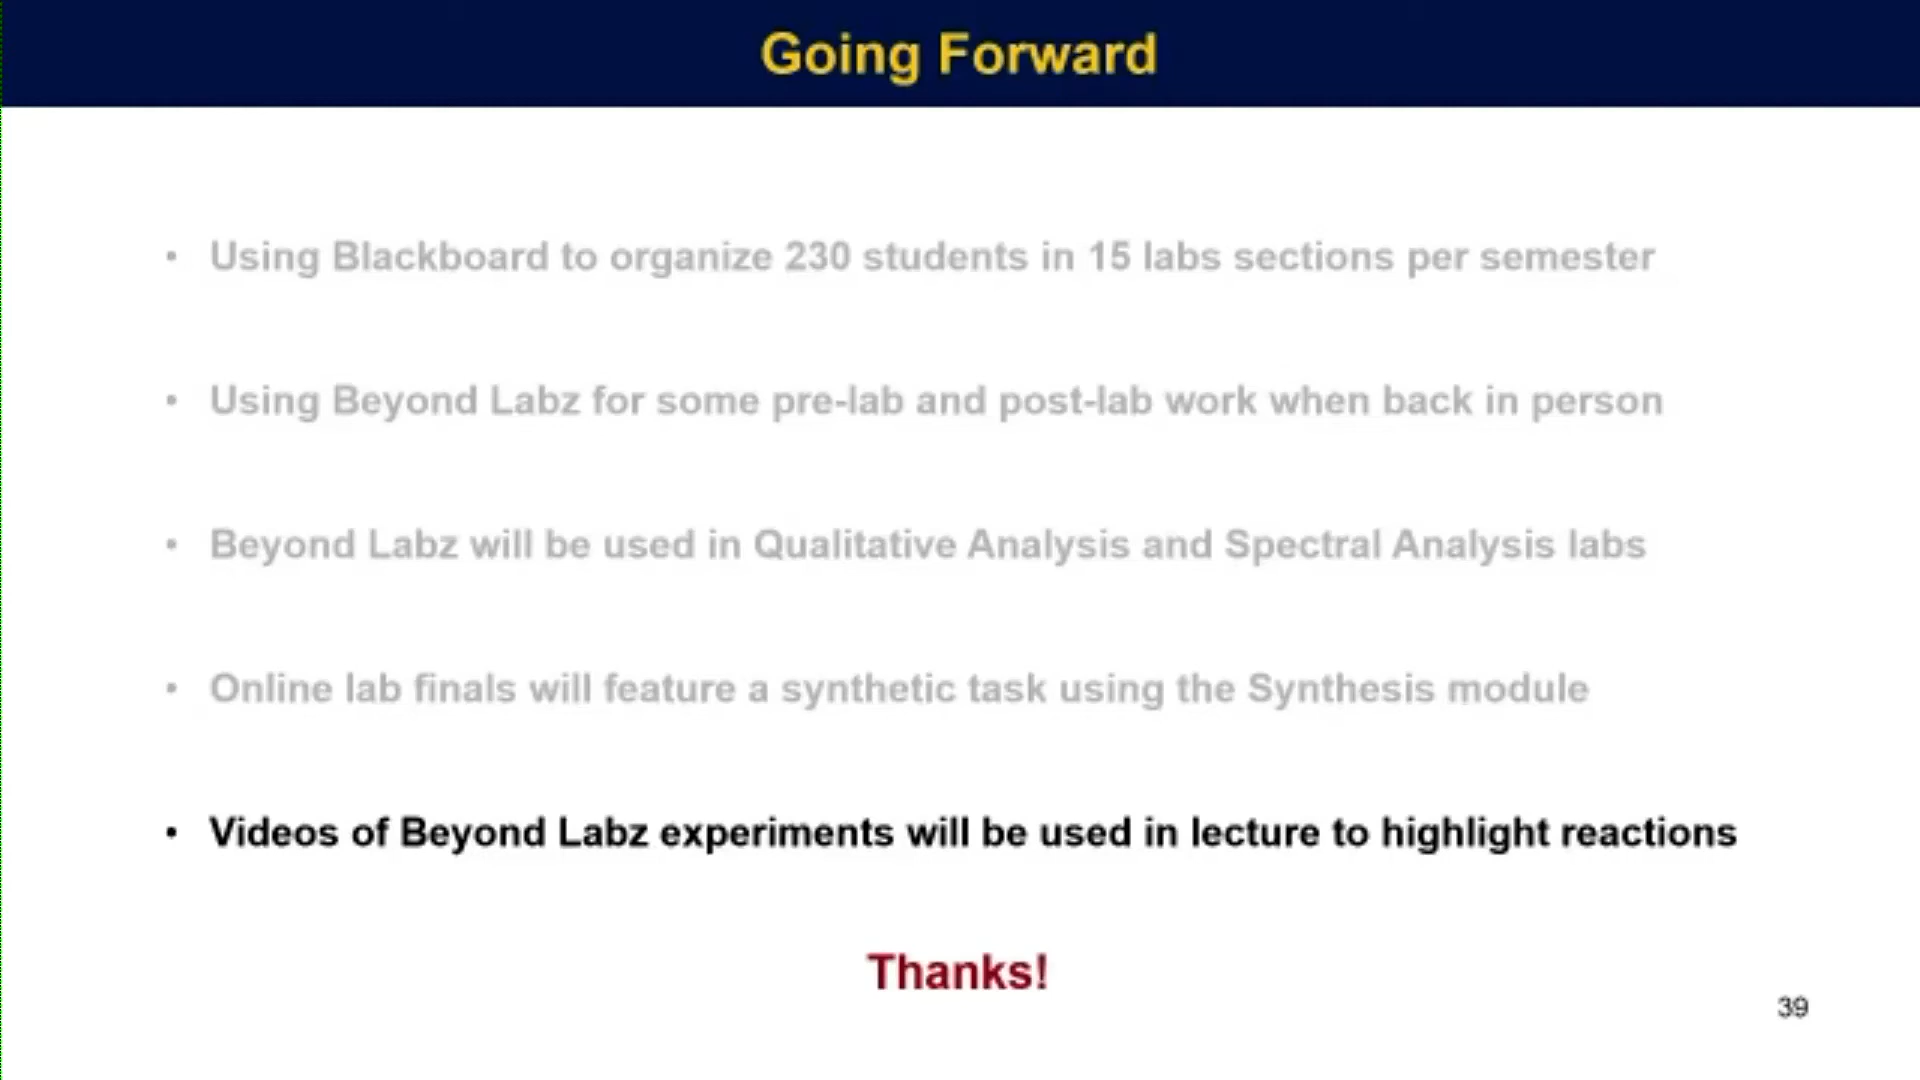 Going Forward
• Using Blackboard to organize 230 students in 15 labs sections per semester
• Using Beyond Labz for some pre-lab and post-lab work when back in person
• Beyond Labz will be used in Qualitative Analysis and Spectral Analysis labs
• Online lab finals will feature a synthetic task using the Synthesis module
• Videos of Beyond Labz experiments will be used in lecture to highlight reactions
Thanks!
39